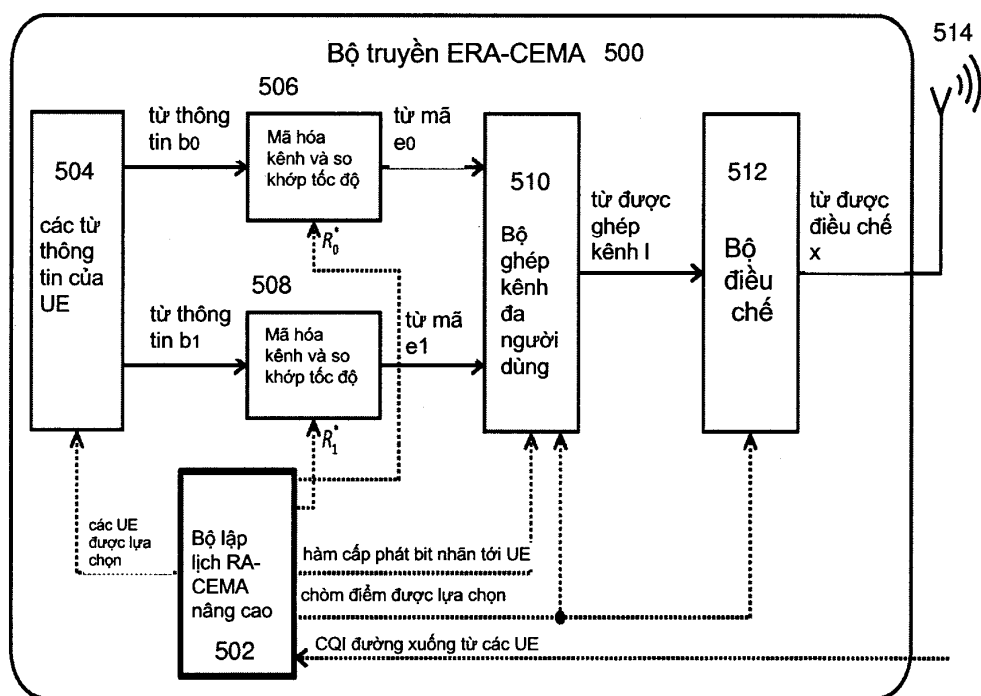 514
Bộ truyền ERA-CEMA 500
506
từ thông
tin b0
Mã hóa
kênh và so
khớp tốc độ
từ mã
e0
504
các từ
thông
tin của
UE
510
Bộ
ghép
kênh
đa
người
dùng
từ được
ghép
kênh l
512
Bộ
điều
chế
từ được
điều chế
x
R₀*
508
từ thông
tin b1
Mã hóa
kênh và so
khớp tốc độ
từ mã
e1
R₁*
các UE
được lựa
chọn
Bộ lập
lịch RA-
CEMA
nâng cao
502
hàm cấp phát bit nhãn tới UE
chòm điểm được lựa chọn
CQI đường xuống từ các UE